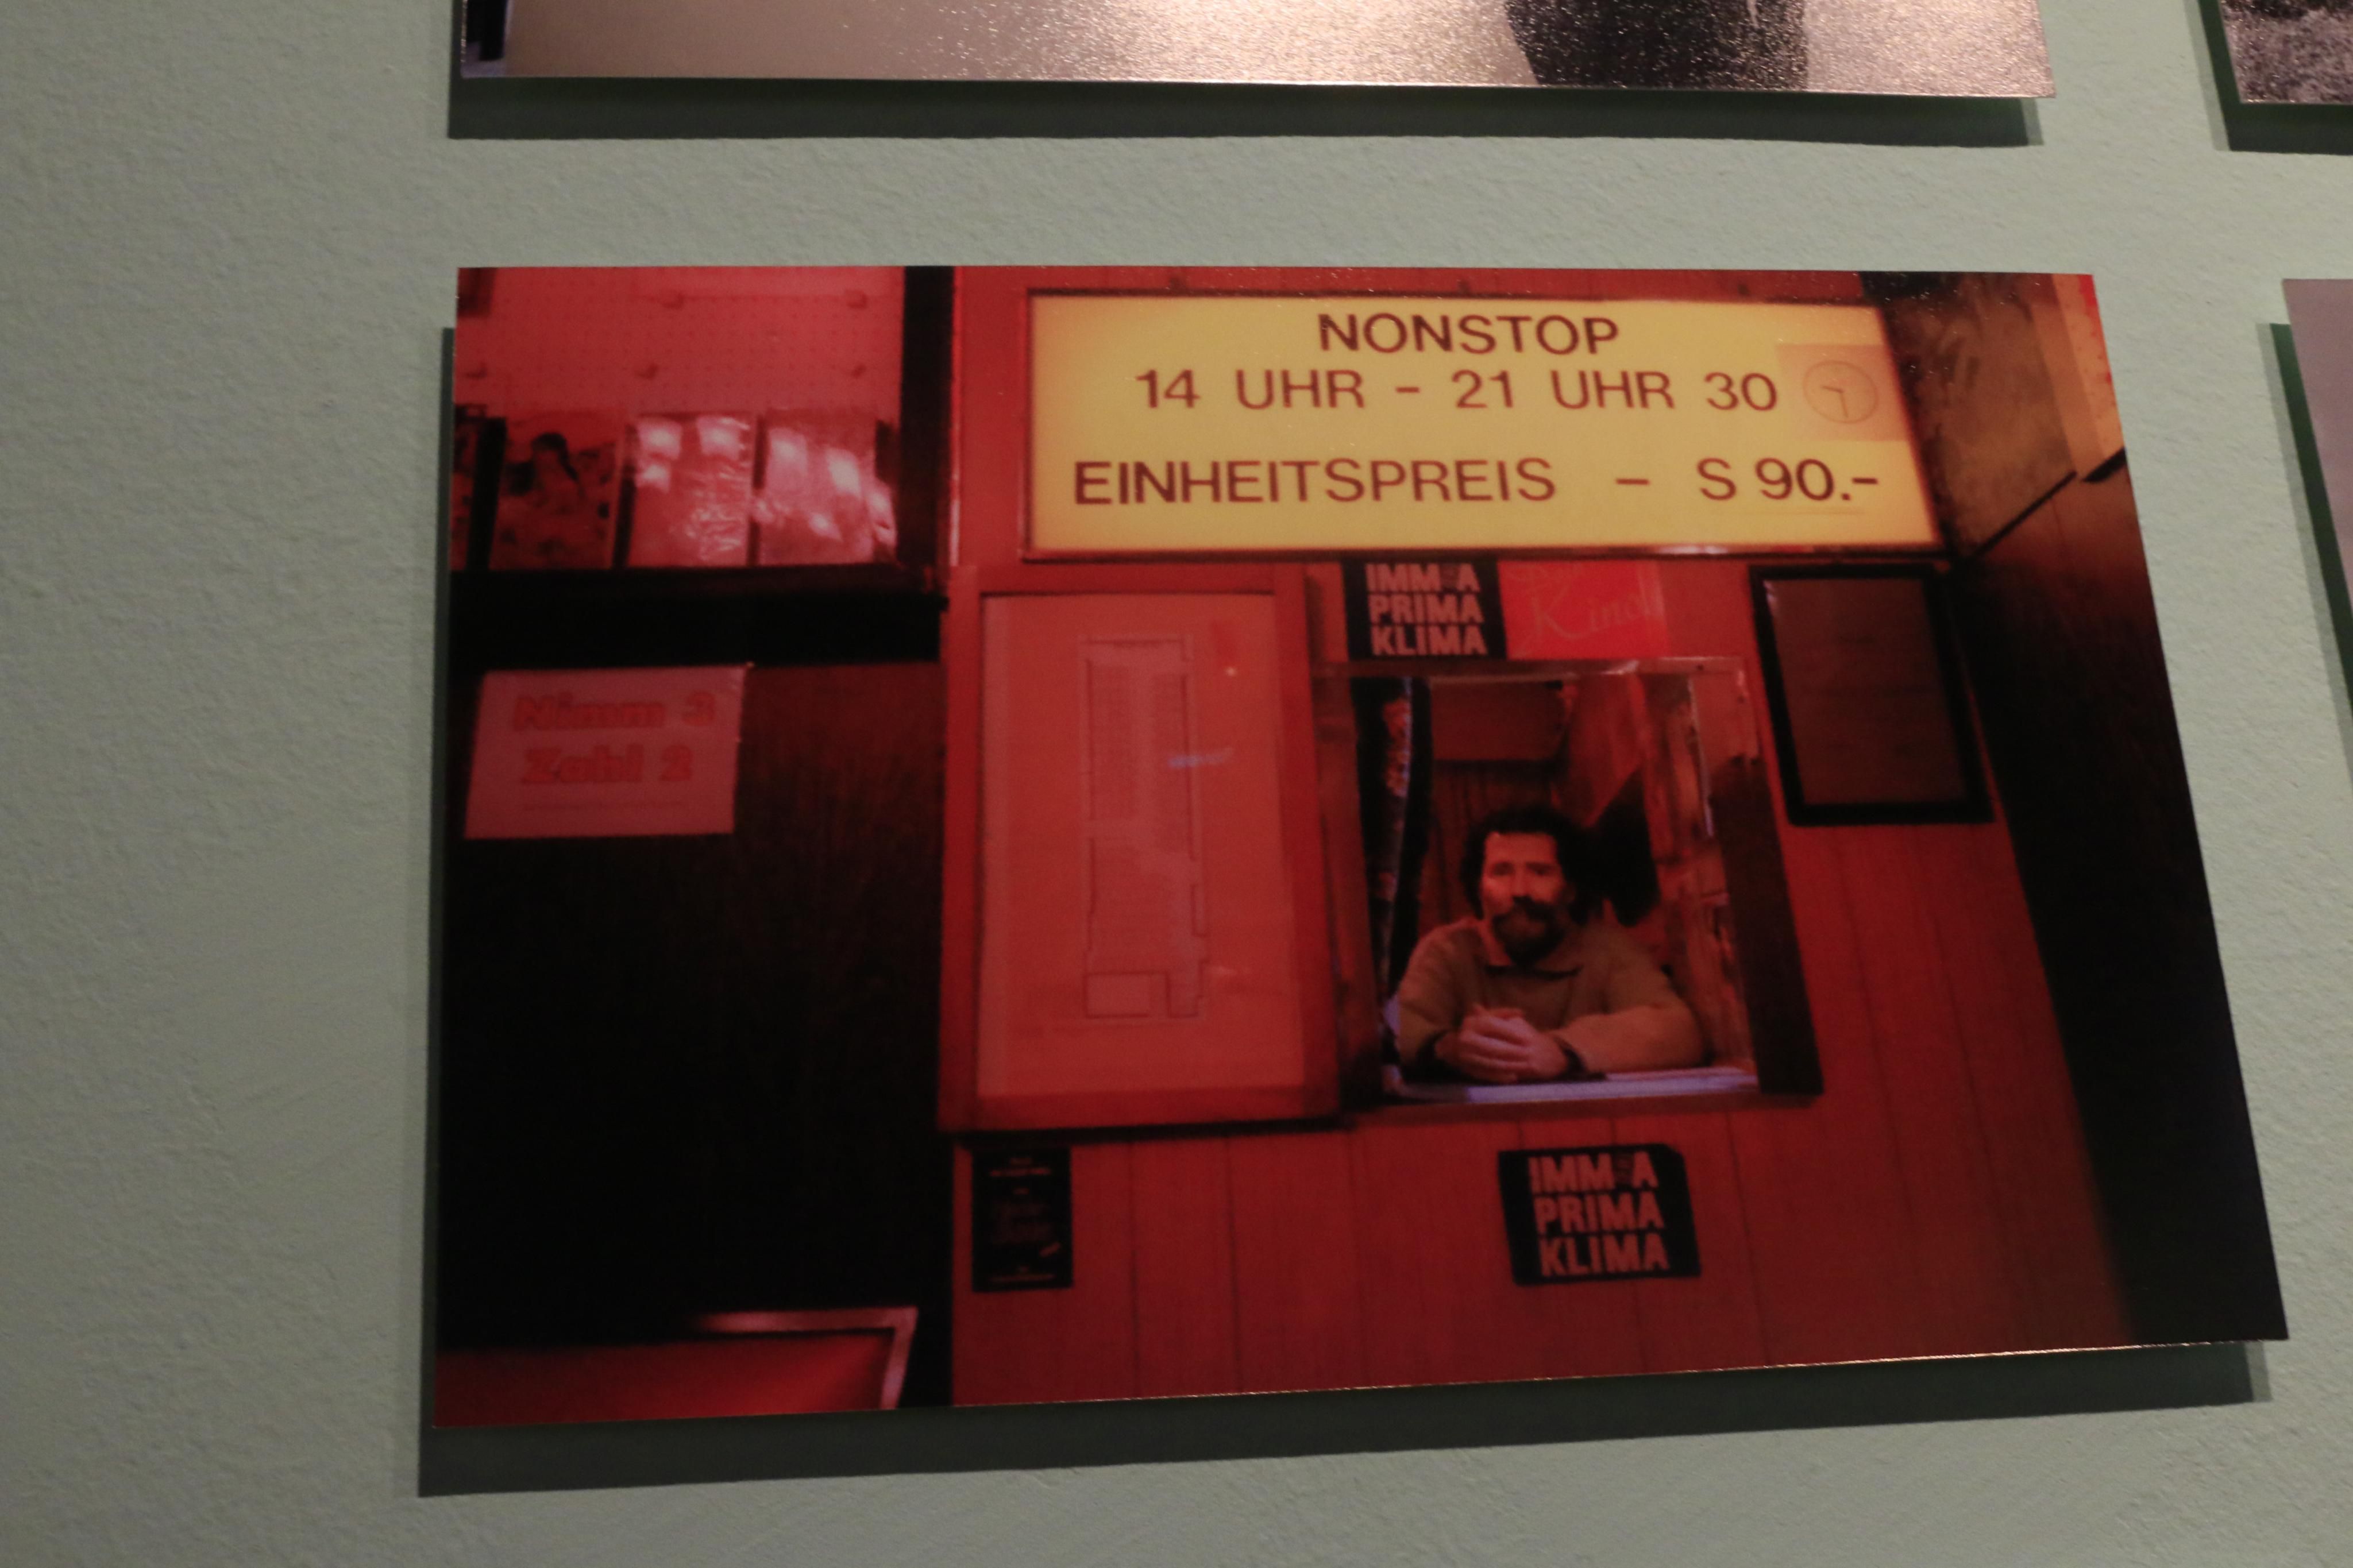 NONSTOP
14 UHR - 21 UHR 30
EINHEITSPREIS - S 90.-
IMMA
PRIMA
KLIMA
Nimm 3
Zahl 2
IMMA
PRIMA
KLIMA